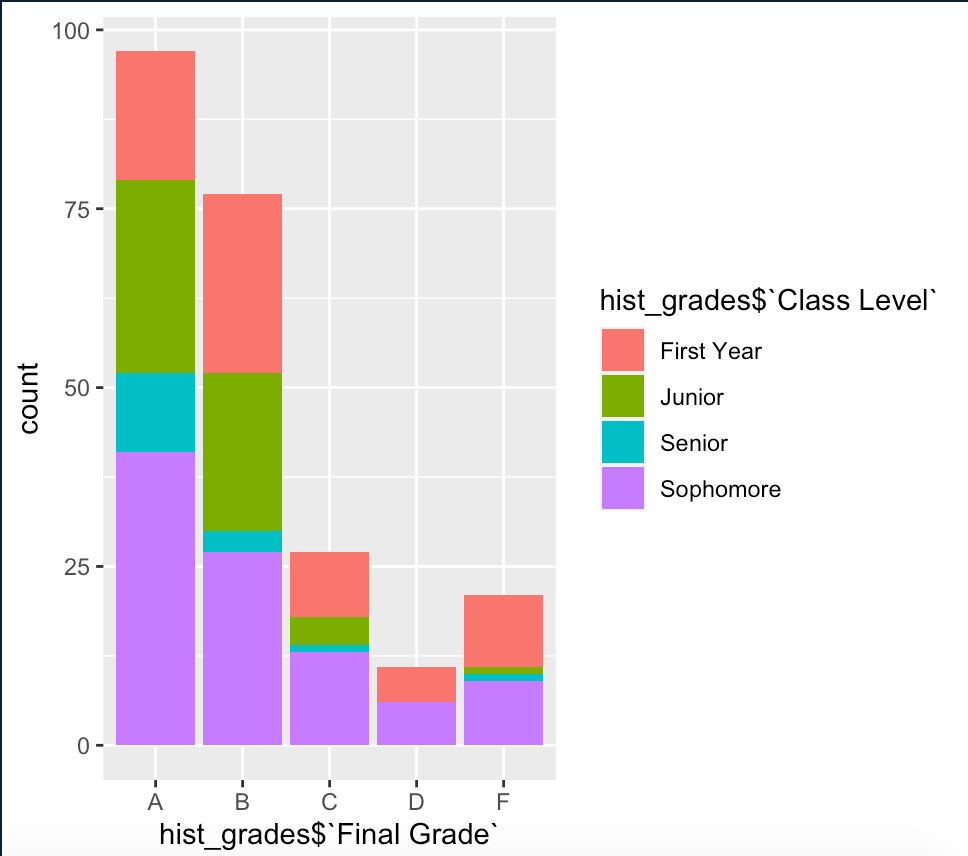 100
75
50
25
0
count
A B C D F
hist_grades$`Final Grade`
hist_grades$`Class Level`
First Year
Junior
Senior
Sophomore